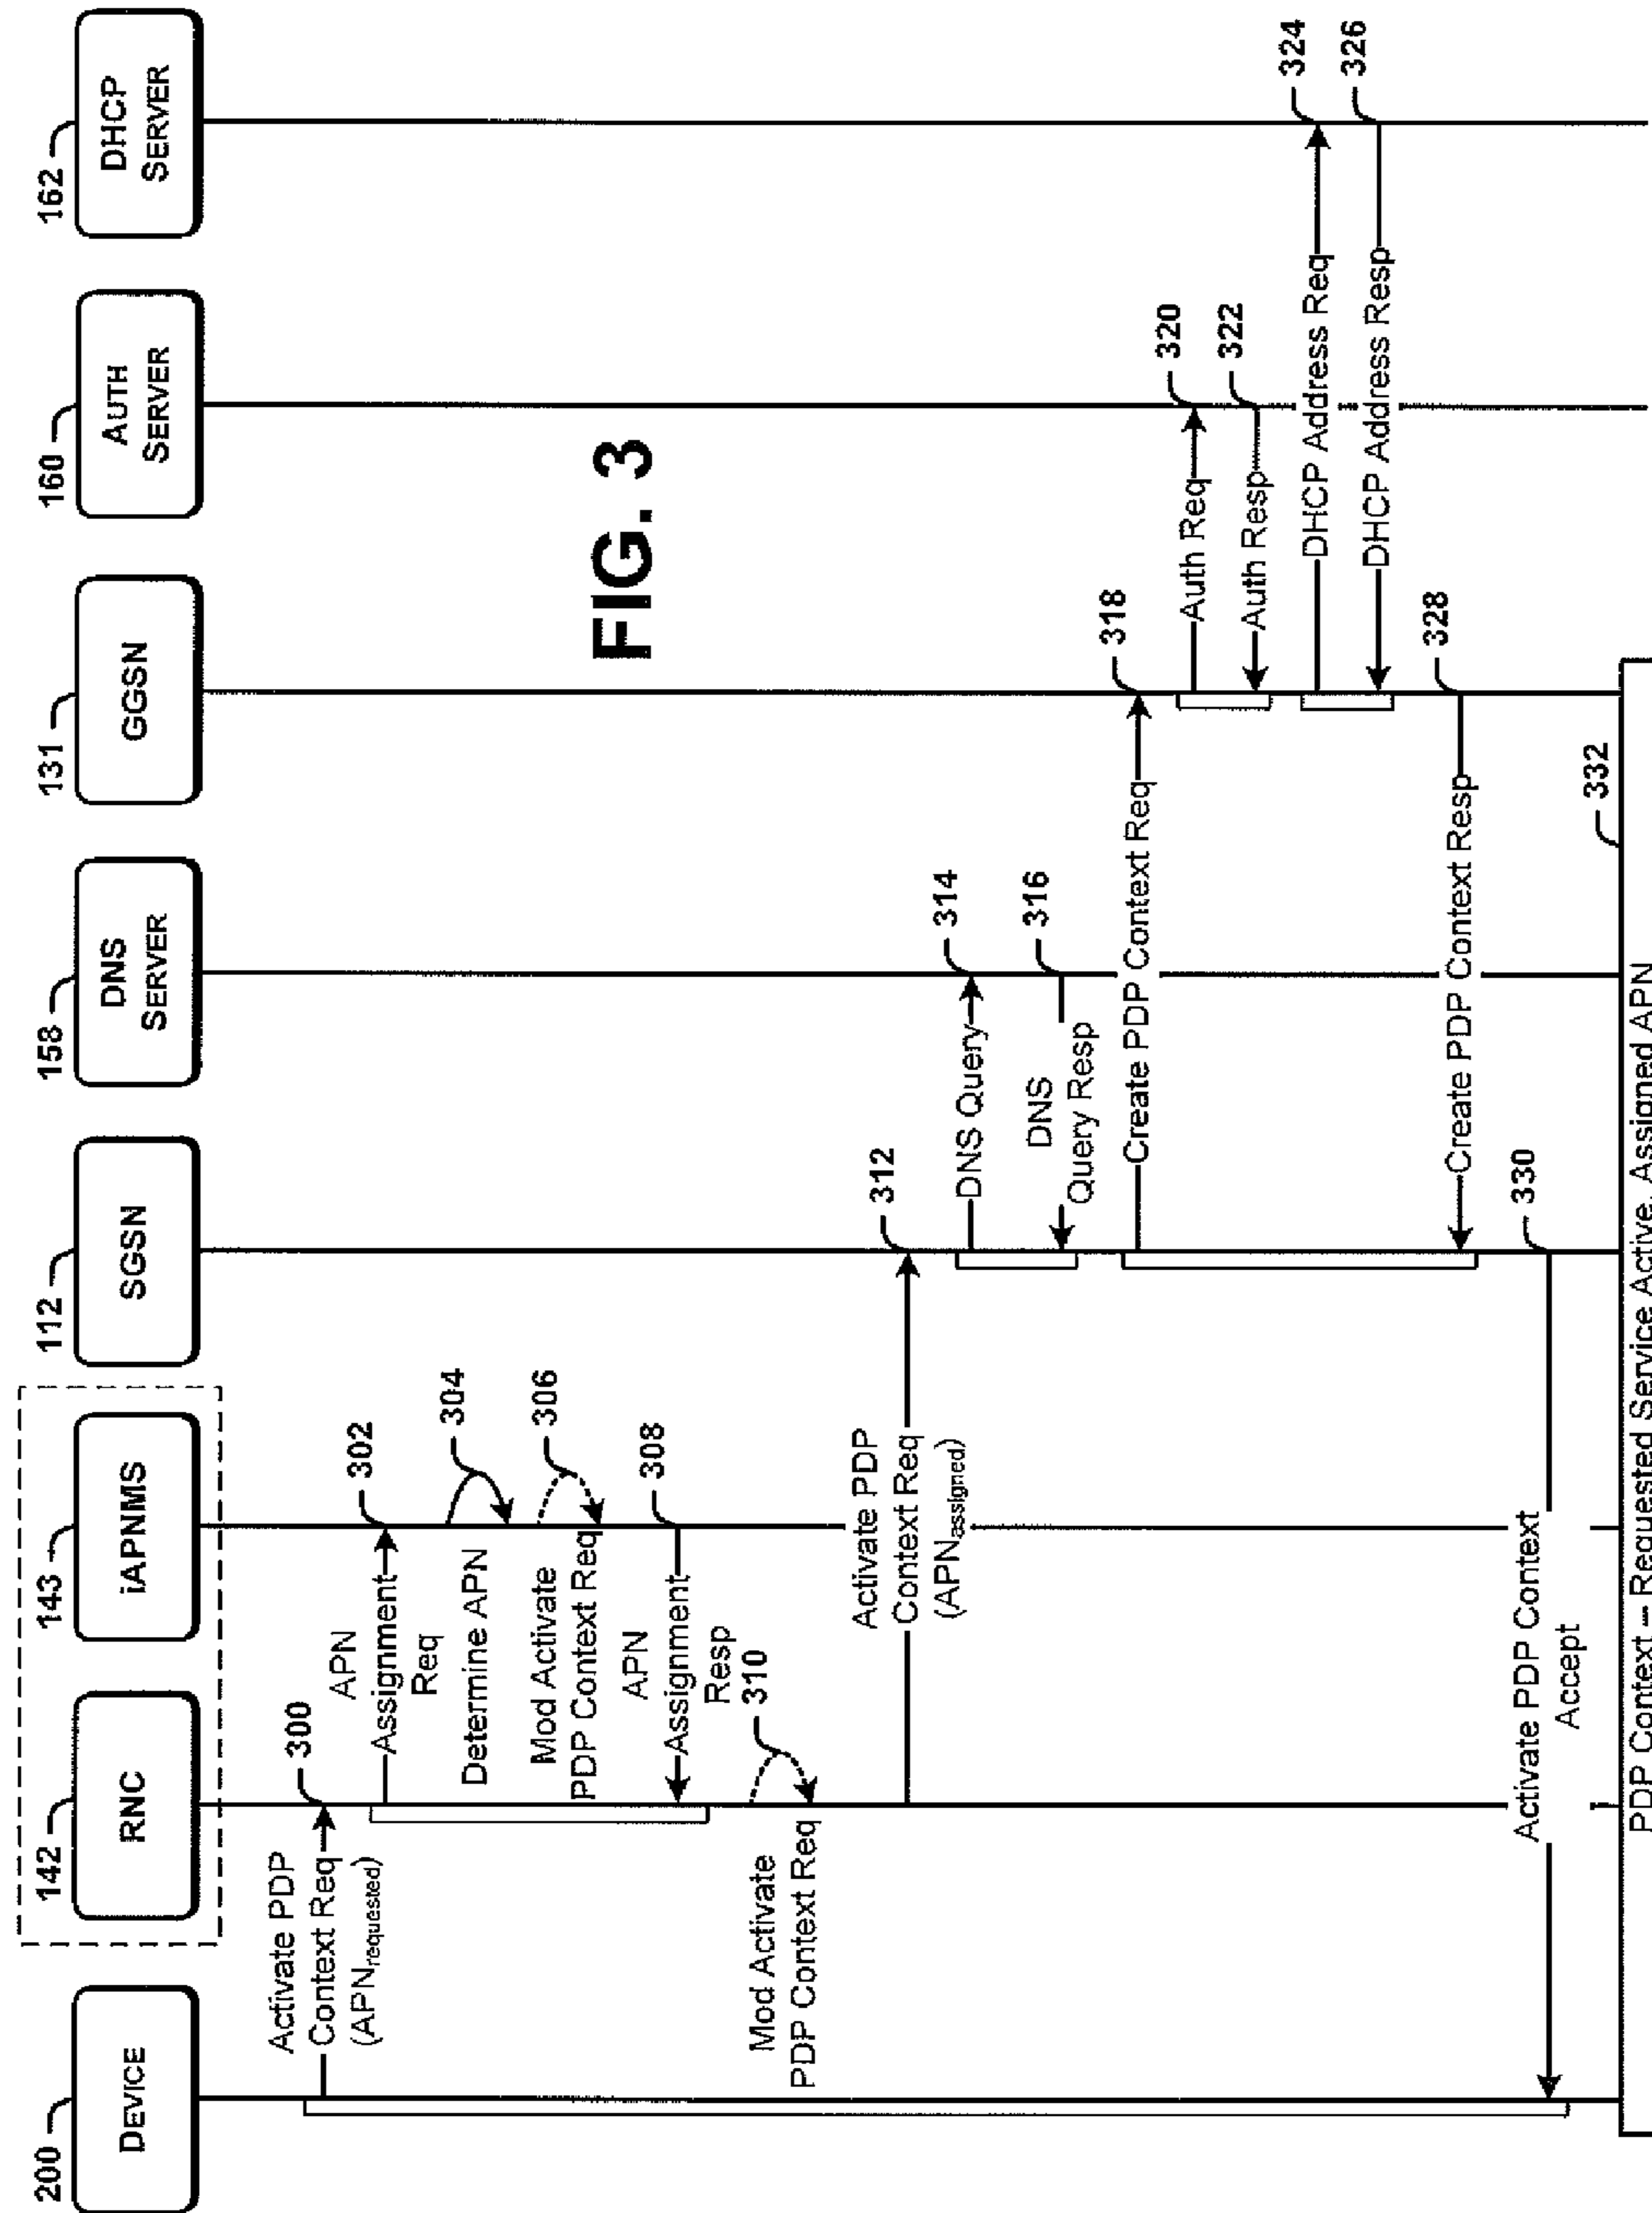 200
DEVICE
142
RNC
143
iAPNMS
112
SGSN
158
DNS
SERVER
131
GGSN
160
AUTH
SERVER
162
DHCP
SERVER
Activate PDP
Context Req
(APNrequested)
300
APN
Assignment
Req
302
Determine APN
304
Mod Activate
PDP Context Req
306
APN
Assignment
Resp
308
Mod Activate
PDP Context Req
310
Activate PDP
Context Req
(APNassigned)
312
DNS Query
314
DNS
Query Resp
316
Create PDP Context Req
318
Auth Req
320
Auth Resp
322
DHCP Address Req
324
DHCP Address Resp
326
Create PDP Context Resp
328
Activate PDP Context
Accept
330
PDP Context – Requested Service Active, Assigned APN
332
FIG. 3